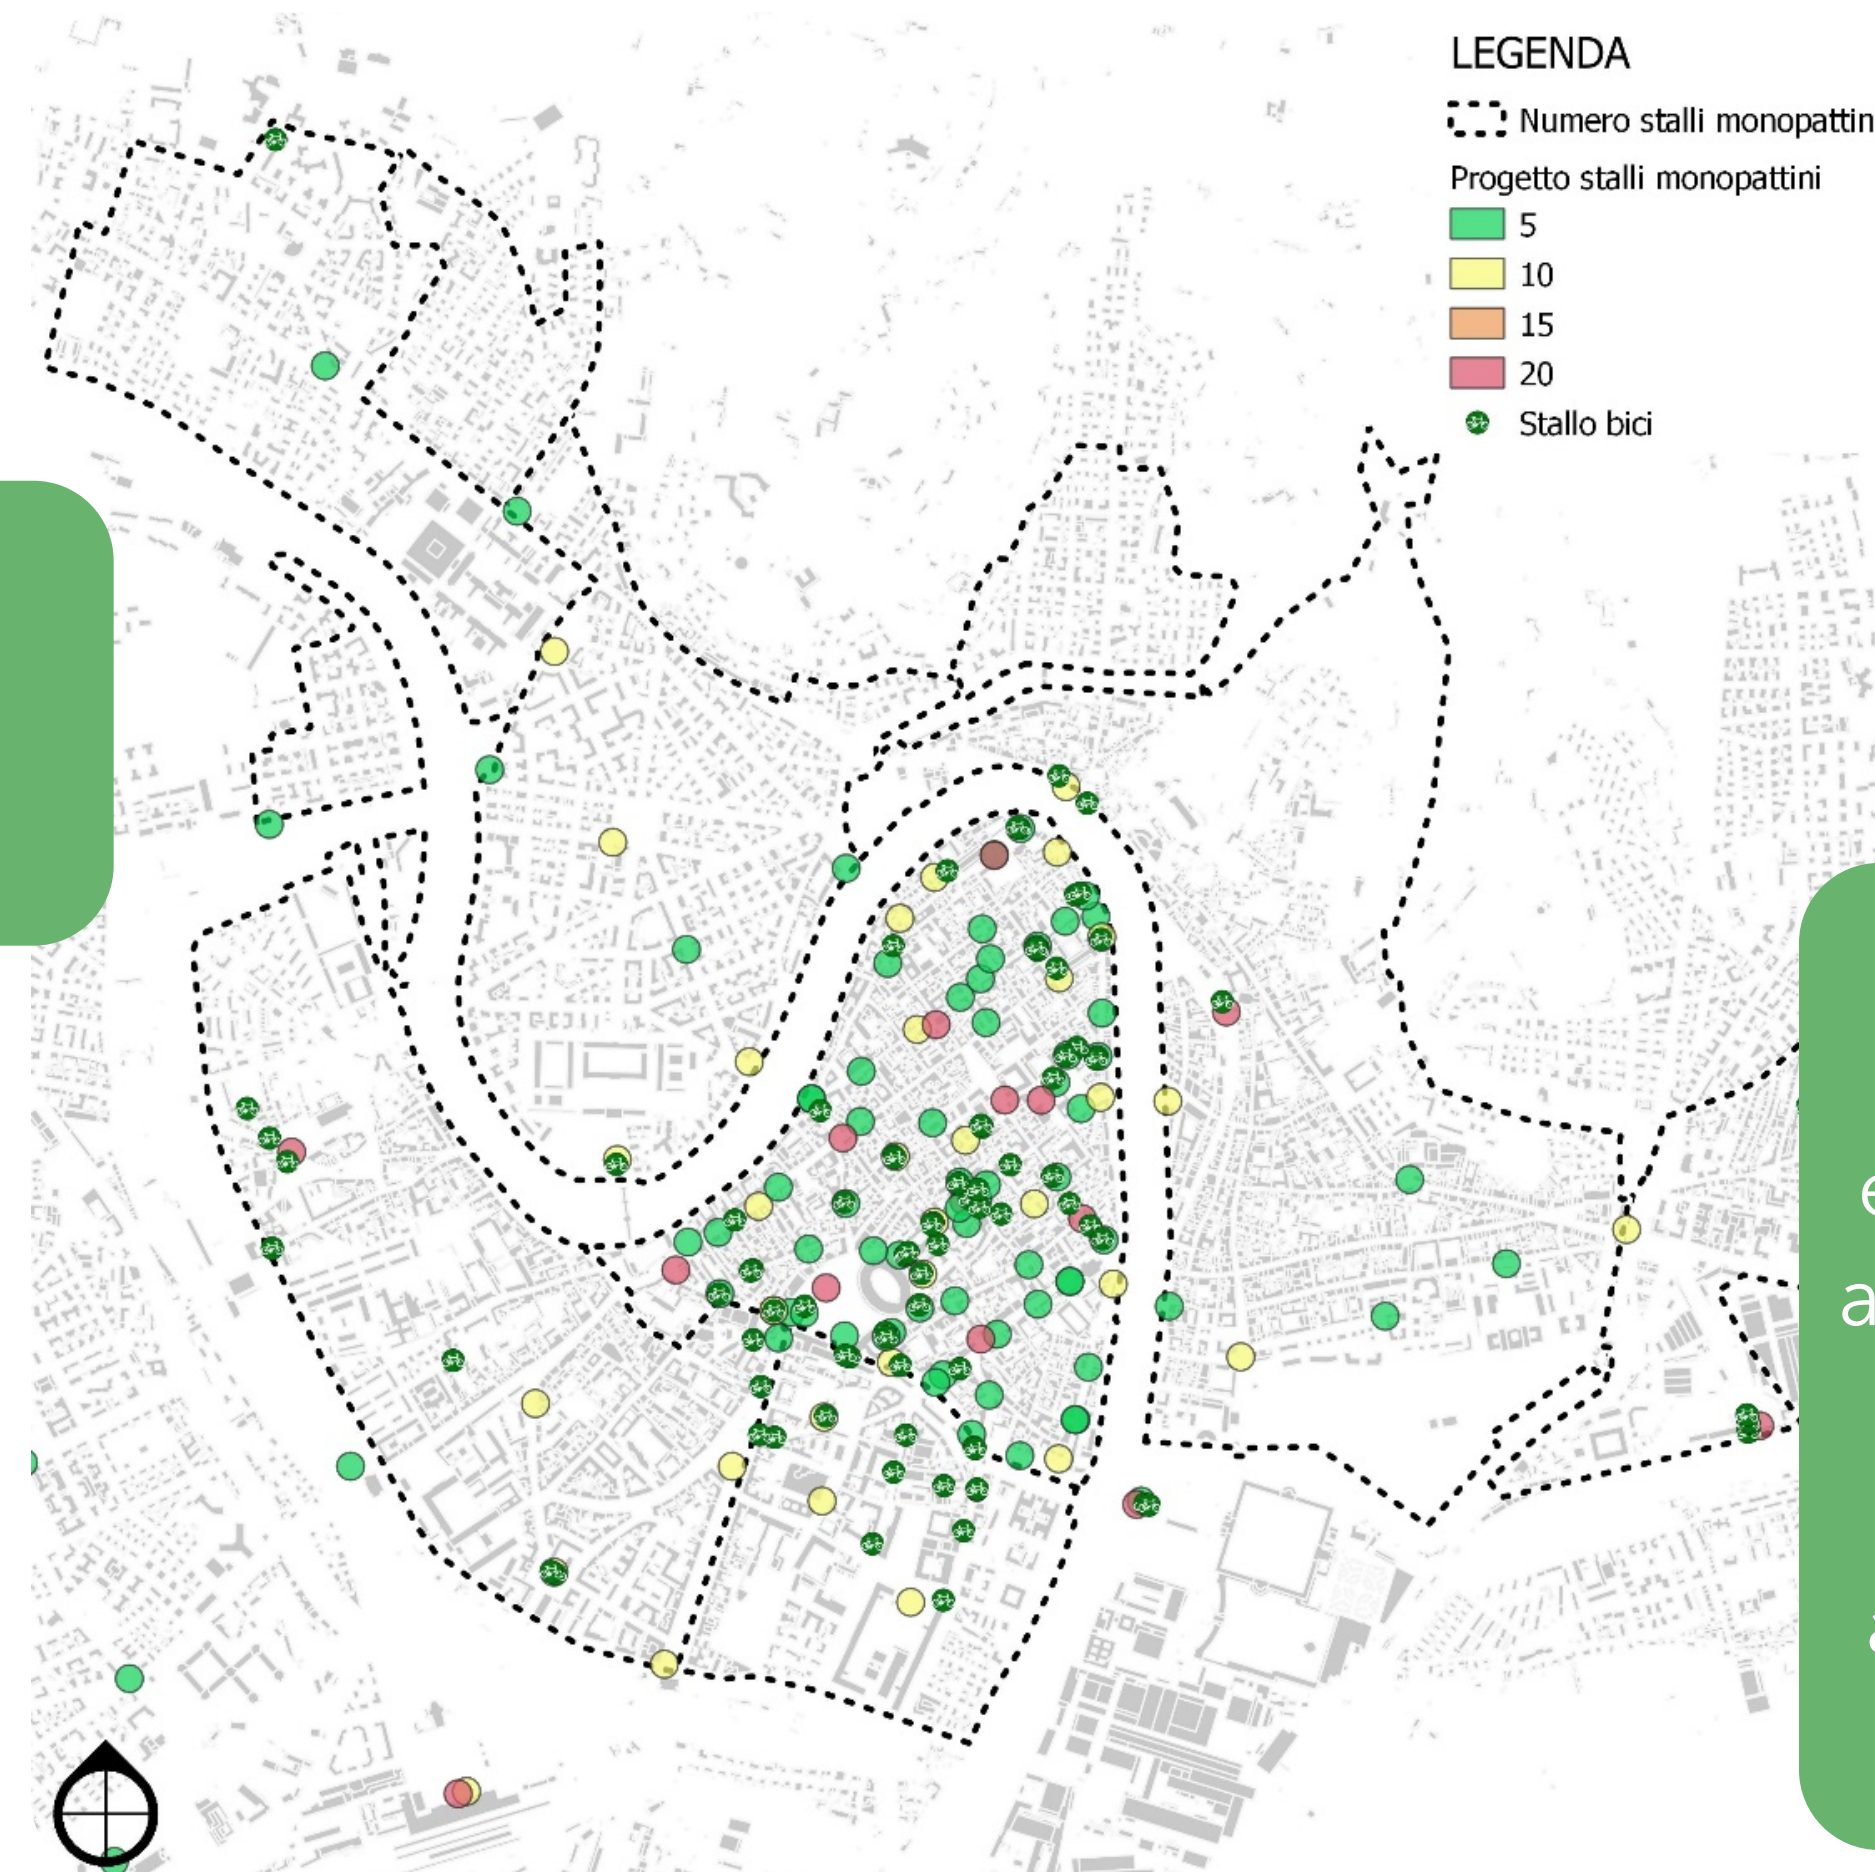 LEGENDA
Numero stalli monopattin
Progetto stalli monopattini
5
10
15
20
Stallo bici
e
a
a